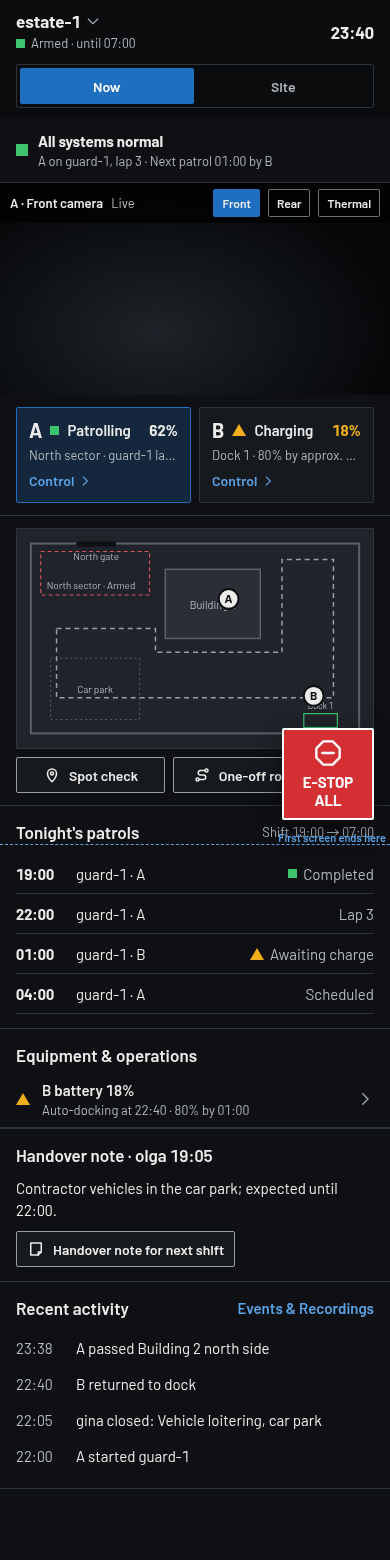 estate-1
Armed · until 07:00
23:40
Now
Site
All systems normal
A on guard-1, lap 3 · Next patrol 01:00 by B
A · Front camera Live
Front
Rear
Thermal
A Patrolling 62%
North sector · guard-1 la...
Control
B Charging 18%
Dock 1 · 80% by approx. ...
Control
North gate
North sector · Armed
A
Car park
B
Dock 1
Spot check
One-off ro
E-STOP
ALL
Tonight's patrols
Shift 19:00 → 07:00
First screen ends here
19:00 guard-1 · A Completed
22:00 guard-1 · A Lap 3
01:00 guard-1 · B Awaiting charge
04:00 guard-1 · A Scheduled
Equipment & operations
B battery 18%
Auto-docking at 22:40 · 80% by 01:00
Handover note · olga 19:05
Contractor vehicles in the car park; expected until
22:00.
Handover note for next shift
Recent activity
Events & Recordings
23:38 A passed Building 2 north side
22:40 B returned to dock
22:05 gina closed: Vehicle loitering, car park
22:00 A started guard-1